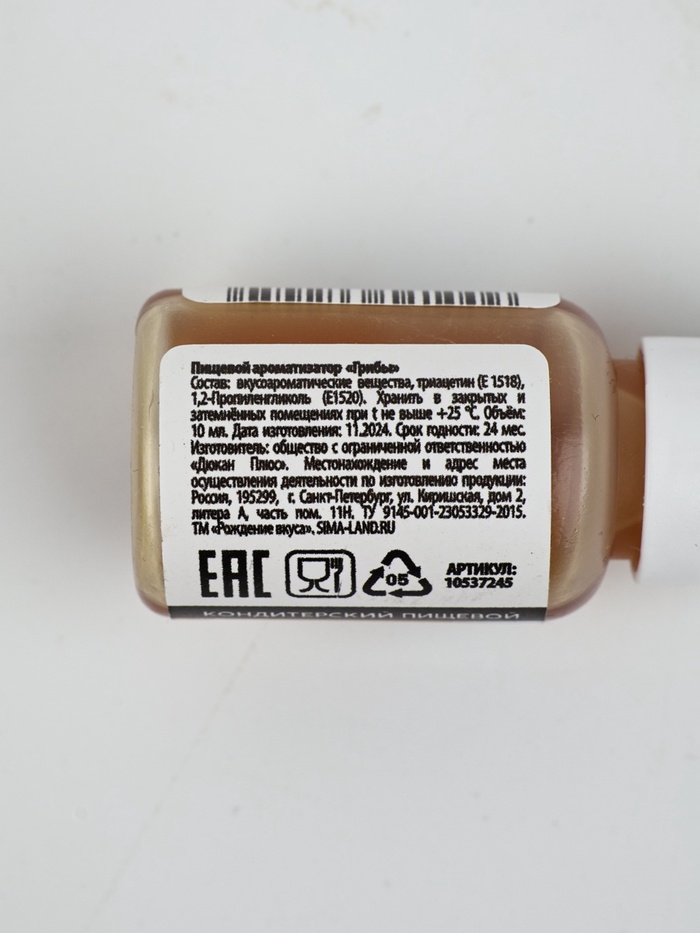 Пищевой ароматизатор «Грибы»
Состав: вкусоароматические вещества, триацетин (Е 1518),
1,2-Пропиленгликоль (Е1520). Хранить в закрытых и
затемнённых помещениях при t не выше +25 °C. Объём:
10 мл. Дата изготовления: 11.2024. Срок годности: 24 мес.
Изготовитель: общество с ограниченной ответственностью
«Дюкан Плюс». Местонахождение и адрес места
осуществления деятельности по изготовлению продукции:
Россия, 195299, г. Санкт-Петербург, ул. Киришская, дом 2,
литера А, часть пом. 11Н. ТУ 9145-001-23053329-2015.
ТМ «Рождение вкуса». SIMA-LAND.RU
EAC
05
АРТИКУЛ:
10537245
КОНДИТЕРСКИЙ ПИЩЕВОЙ